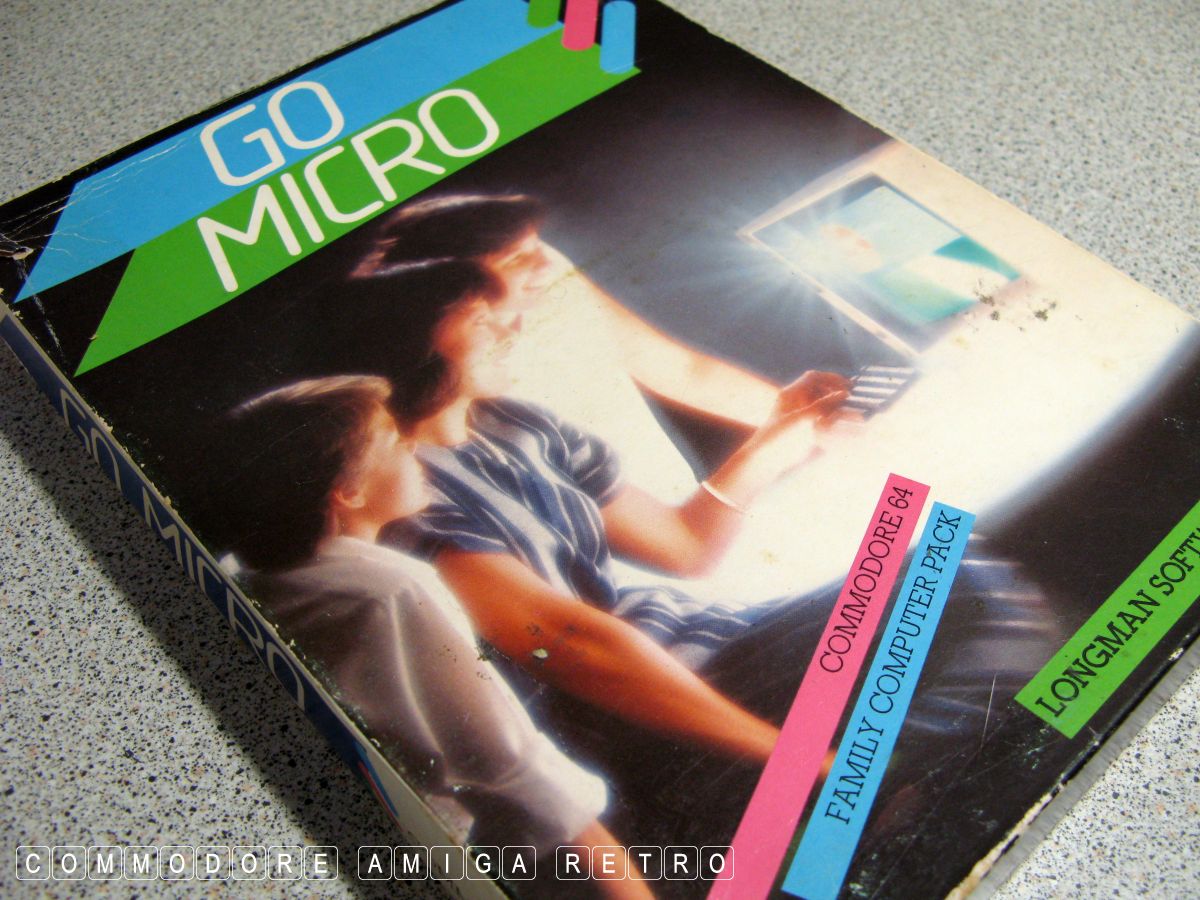 GO
MICRO
GO MICRO
COMMODORE 64
FAMILY COMPUTER PACK
LONGMAN
COMMODORE AMIGA RETRO